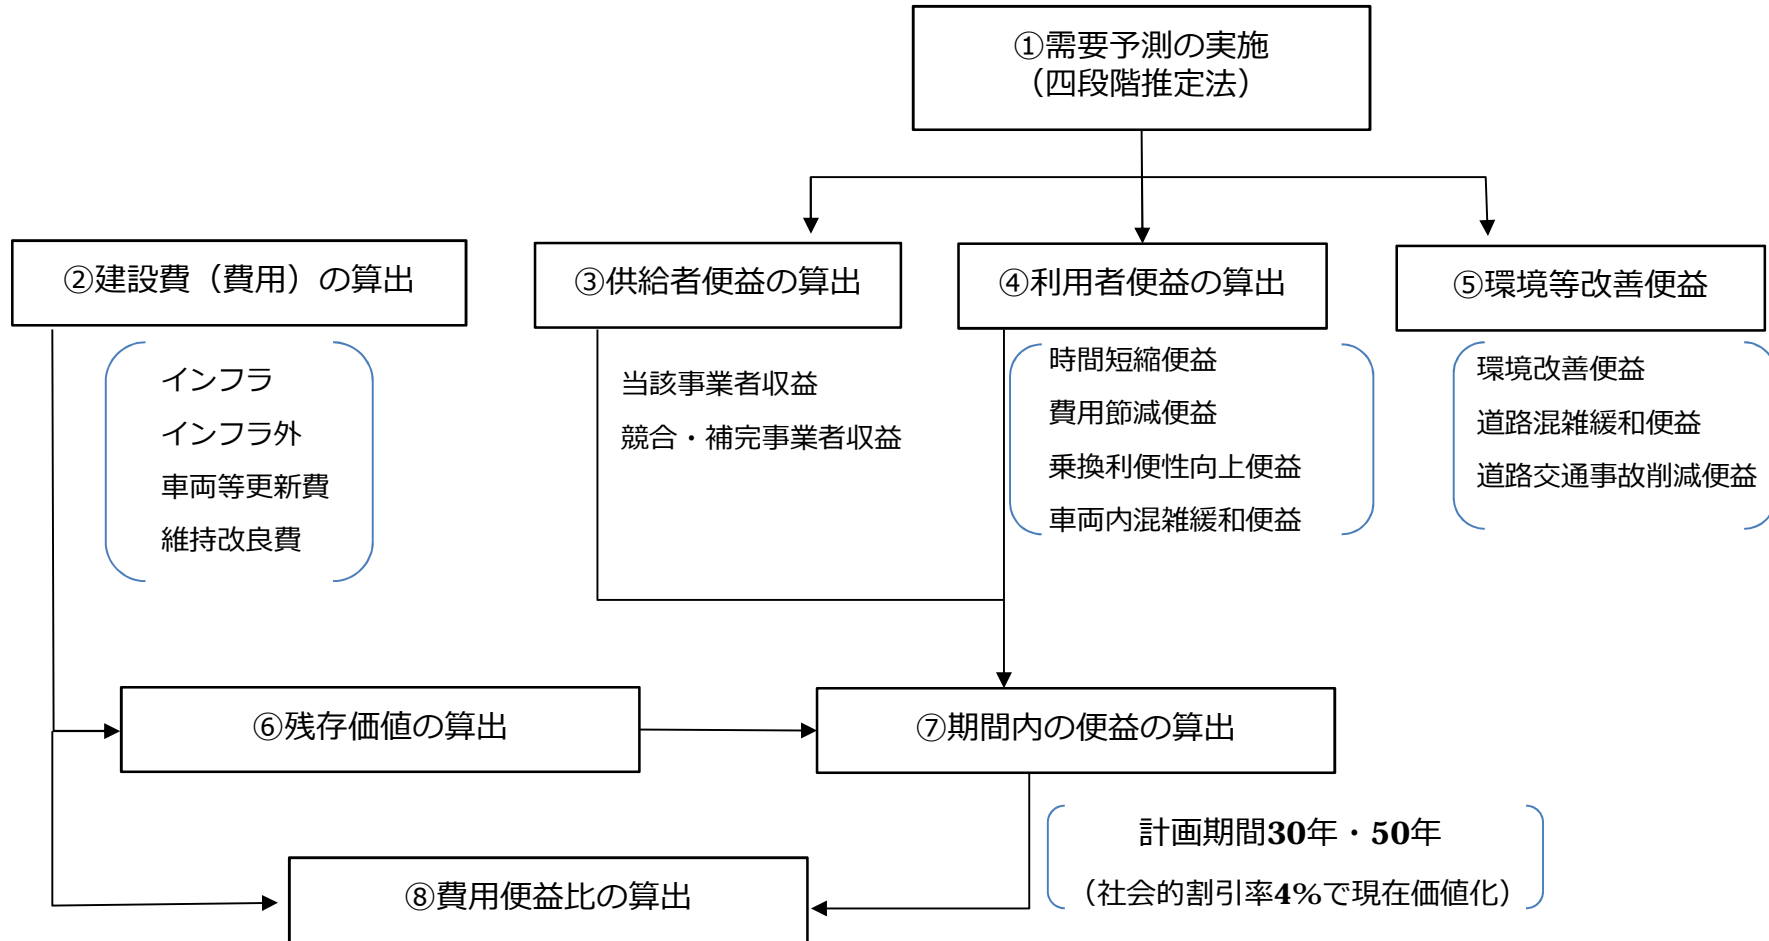 ①需要予測の実施
（四段階推定法）
②建設費（費用）の算出
③供給者便益の算出
④利用者便益の算出
⑤環境等改善便益
インフラ
インフラ外
車両等更新費
維持改良費
当該事業者収益
競合・補完事業者収益
時間短縮便益
費用節減便益
乗換利便性向上便益
車両内混雑緩和便益
環境改善便益
道路混雑緩和便益
道路交通事故削減便益
⑥残存価値の算出
⑦期間内の便益の算出
計画期間30年・50年
（社会的割引率4%で現在価値化）
⑧費用便益比の算出